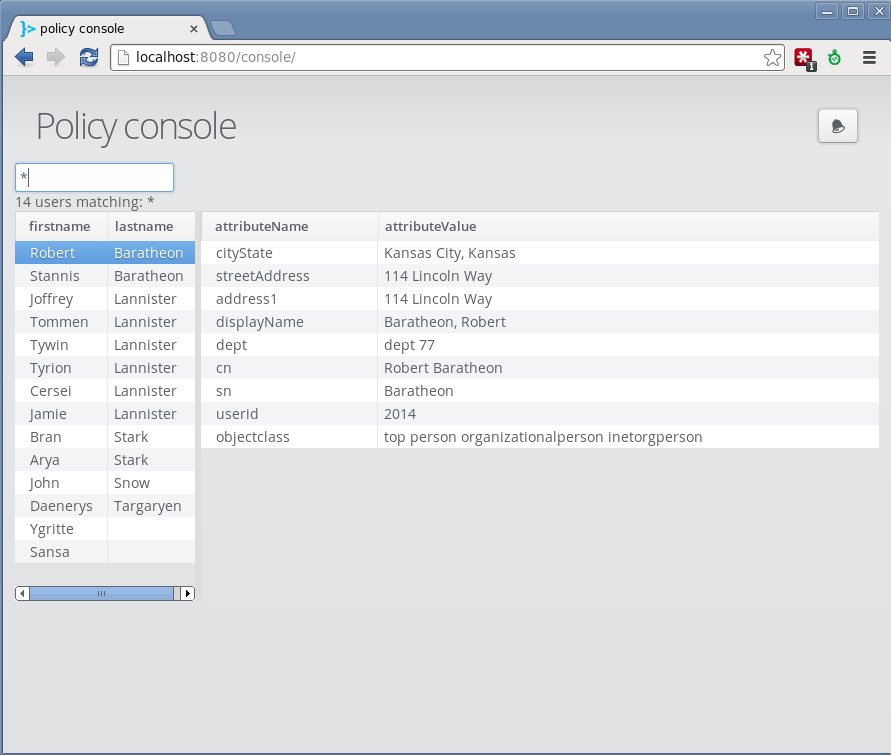 policy console
localhost:8080/console/
1
Policy console
*
14 users matching: *
firstname lastname attributeName attributeValue
Robert Baratheon cityState Kansas City, Kansas
Stannis Baratheon streetAddress 114 Lincoln Way
Joffrey Lannister address1 114 Lincoln Way
Tommen Lannister displayName Baratheon, Robert
Tywin Lannister dept dept 77
Tyrion Lannister cn Robert Baratheon
Cersei Lannister sn Baratheon
Jamie Lannister userid 2014
Bran Stark objectclass top person organizationalperson inetorgperson
Arya Stark
John Snow
Daenerys Targaryen
Ygritte
Sansa